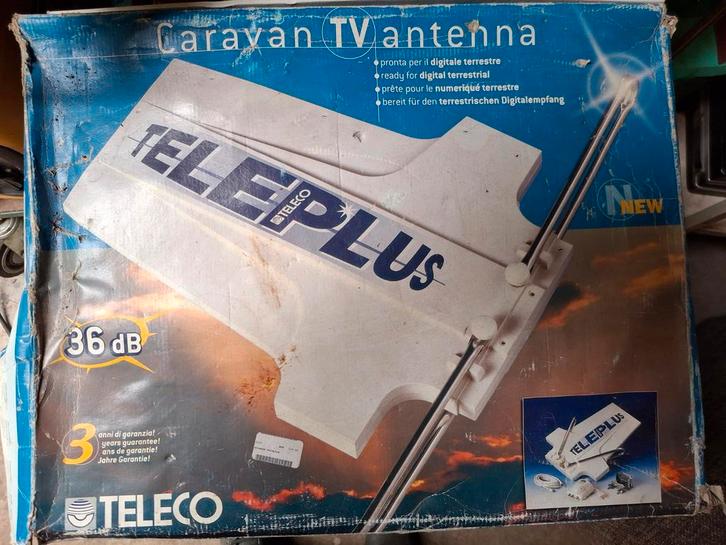 Caravan TV antenna
• pronta per il digitale terrestre
• ready for digital terrestrial
• prête pour le numerique terrestre
• bereit für den terrestrischen Digitalempfang
TELEPLUS
TELECO
N NEW
36 dB
3 anni di garanzia!
years guarantee!
ans de garantie!
Jahre Garantie!
TELECO
TELEPLUS